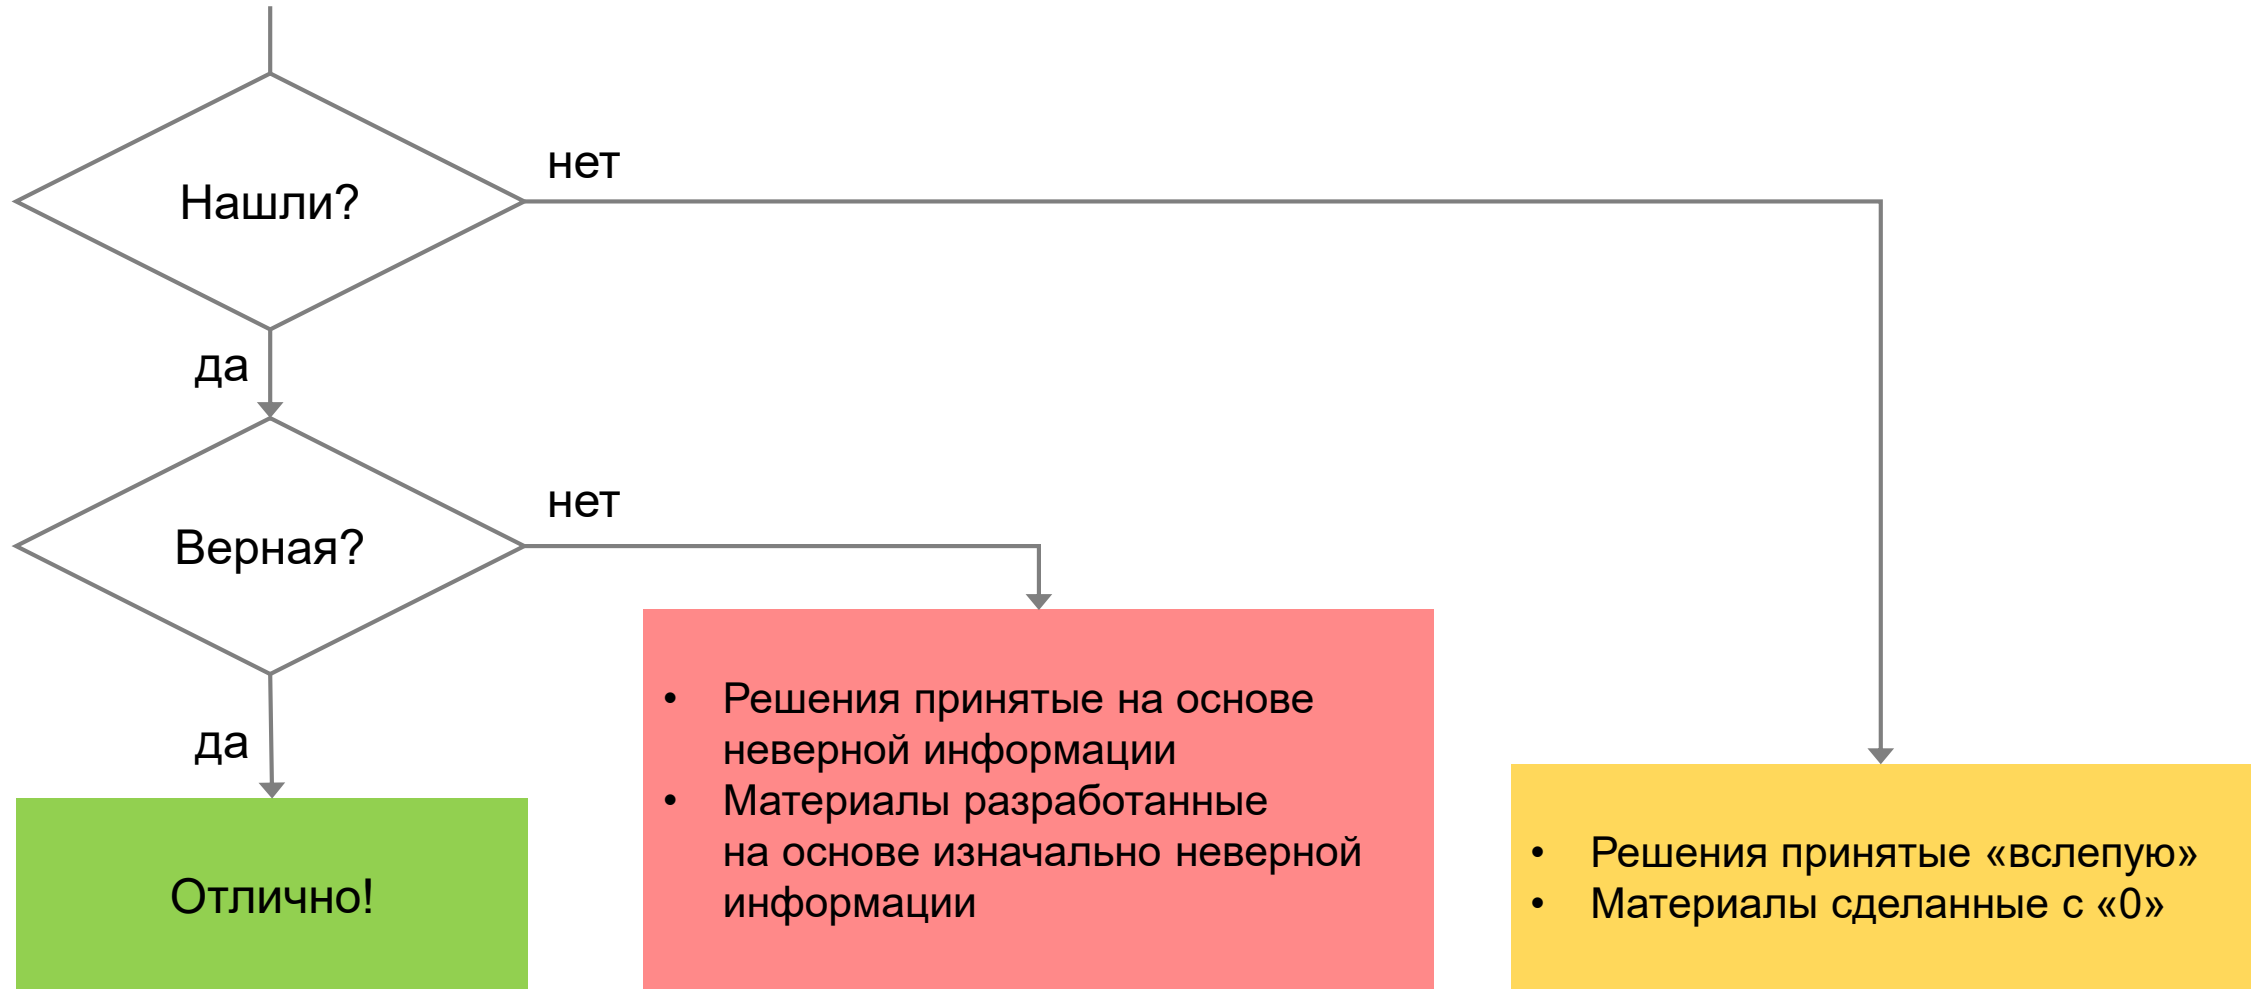 нет
Нашли?
да
нет
Верная?
да
Отлично!
• Решения принятые на основе
неверной информации
• Материалы разработанные
на основе изначально неверной
информации
• Решения принятые «вслепую»
• Материалы сделанные с «0»